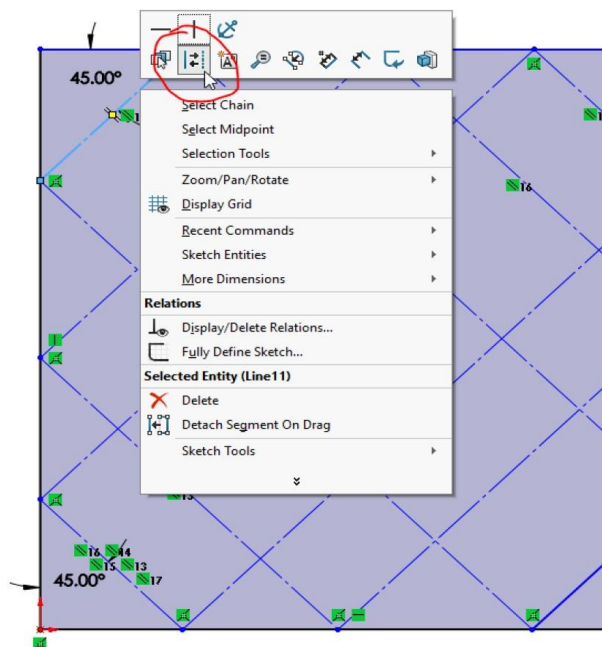 45.00°
1
Select Chain
Select Midpoint
Selection Tools
16
Zoom/Pan/Rotate
Display Grid
Recent Commands
Sketch Entities
More Dimensions
Relations
Display/Delete Relations...
Fully Define Sketch...
Selected Entity (Line11)
Delete
Detach Segment On Drag
Sketch Tools
13
16 14
15 13
45.00° 17